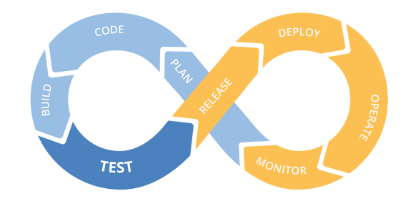 PLAN
CODE
BUILD
TEST
RELEASE
DEPLOY
OPERATE
MONITOR